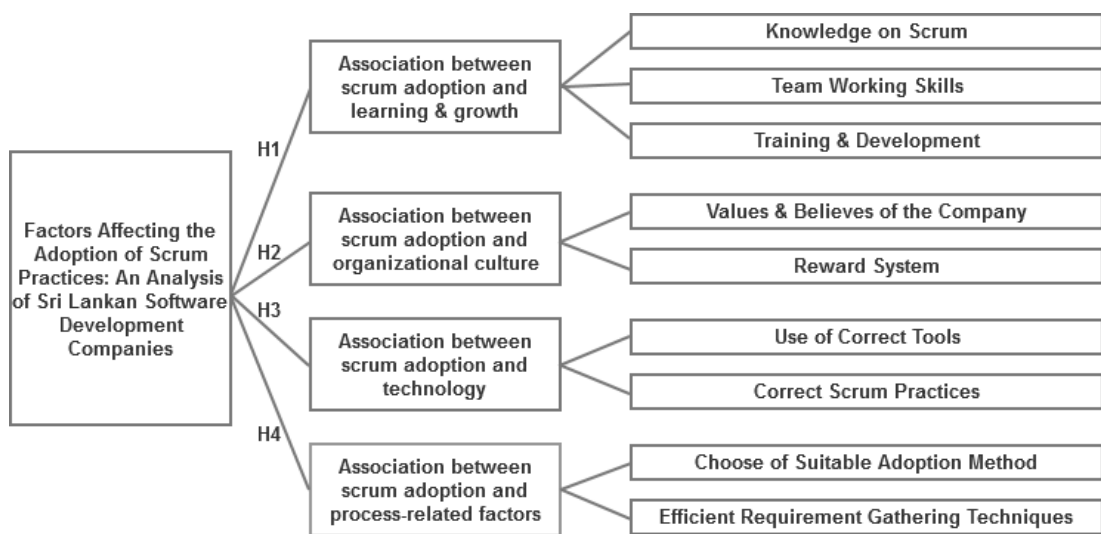 Factors Affecting the
Adoption of Scrum
Practices: An Analysis
of Sri Lankan Software
Development
Companies
H1
H2
H3
H4
Association between
scrum adoption and
learning & growth
Knowledge on Scrum
Team Working Skills
Training & Development
Association between
scrum adoption and
organizational culture
Values & Believes of the Company
Reward System
Association between
scrum adoption and
technology
Use of Correct Tools
Correct Scrum Practices
Association between
scrum adoption and
process-related factors
Choose of Suitable Adoption Method
Efficient Requirement Gathering Techniques